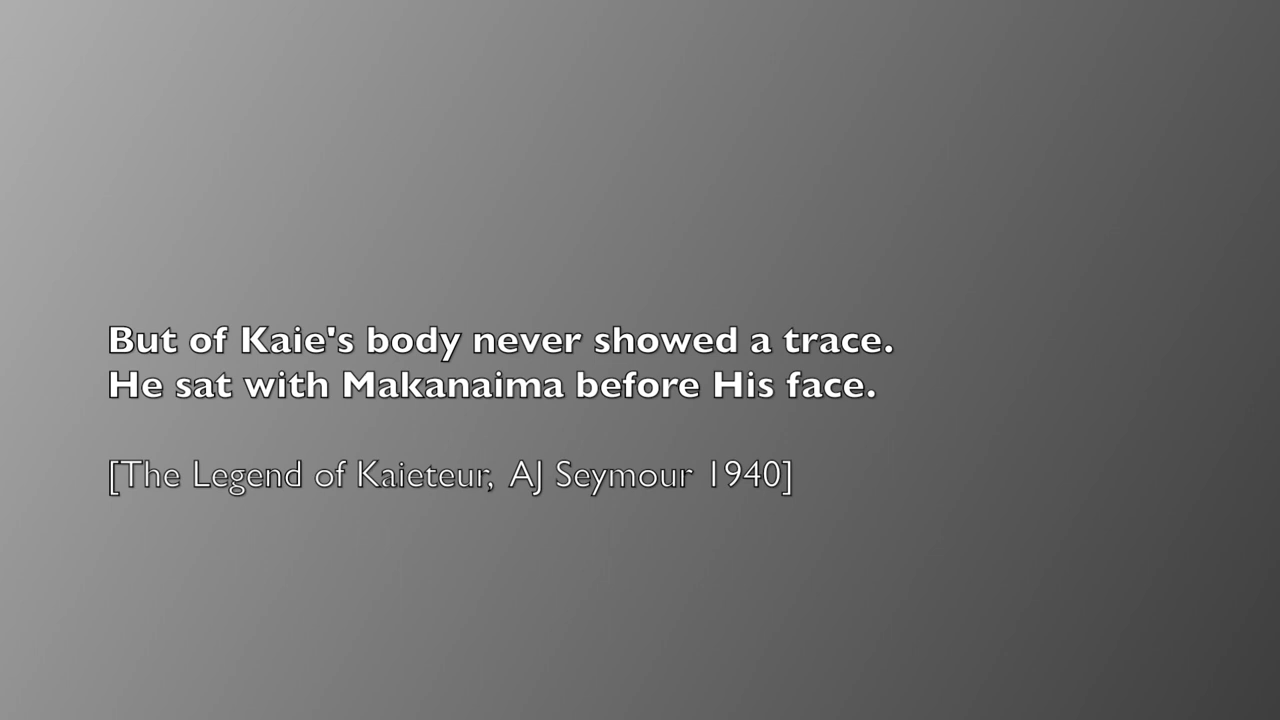 But of Kaie's body never showed a trace.
He sat with Makanaima before His face.
[The Legend of Kaieteur, AJ Seymour 1940]